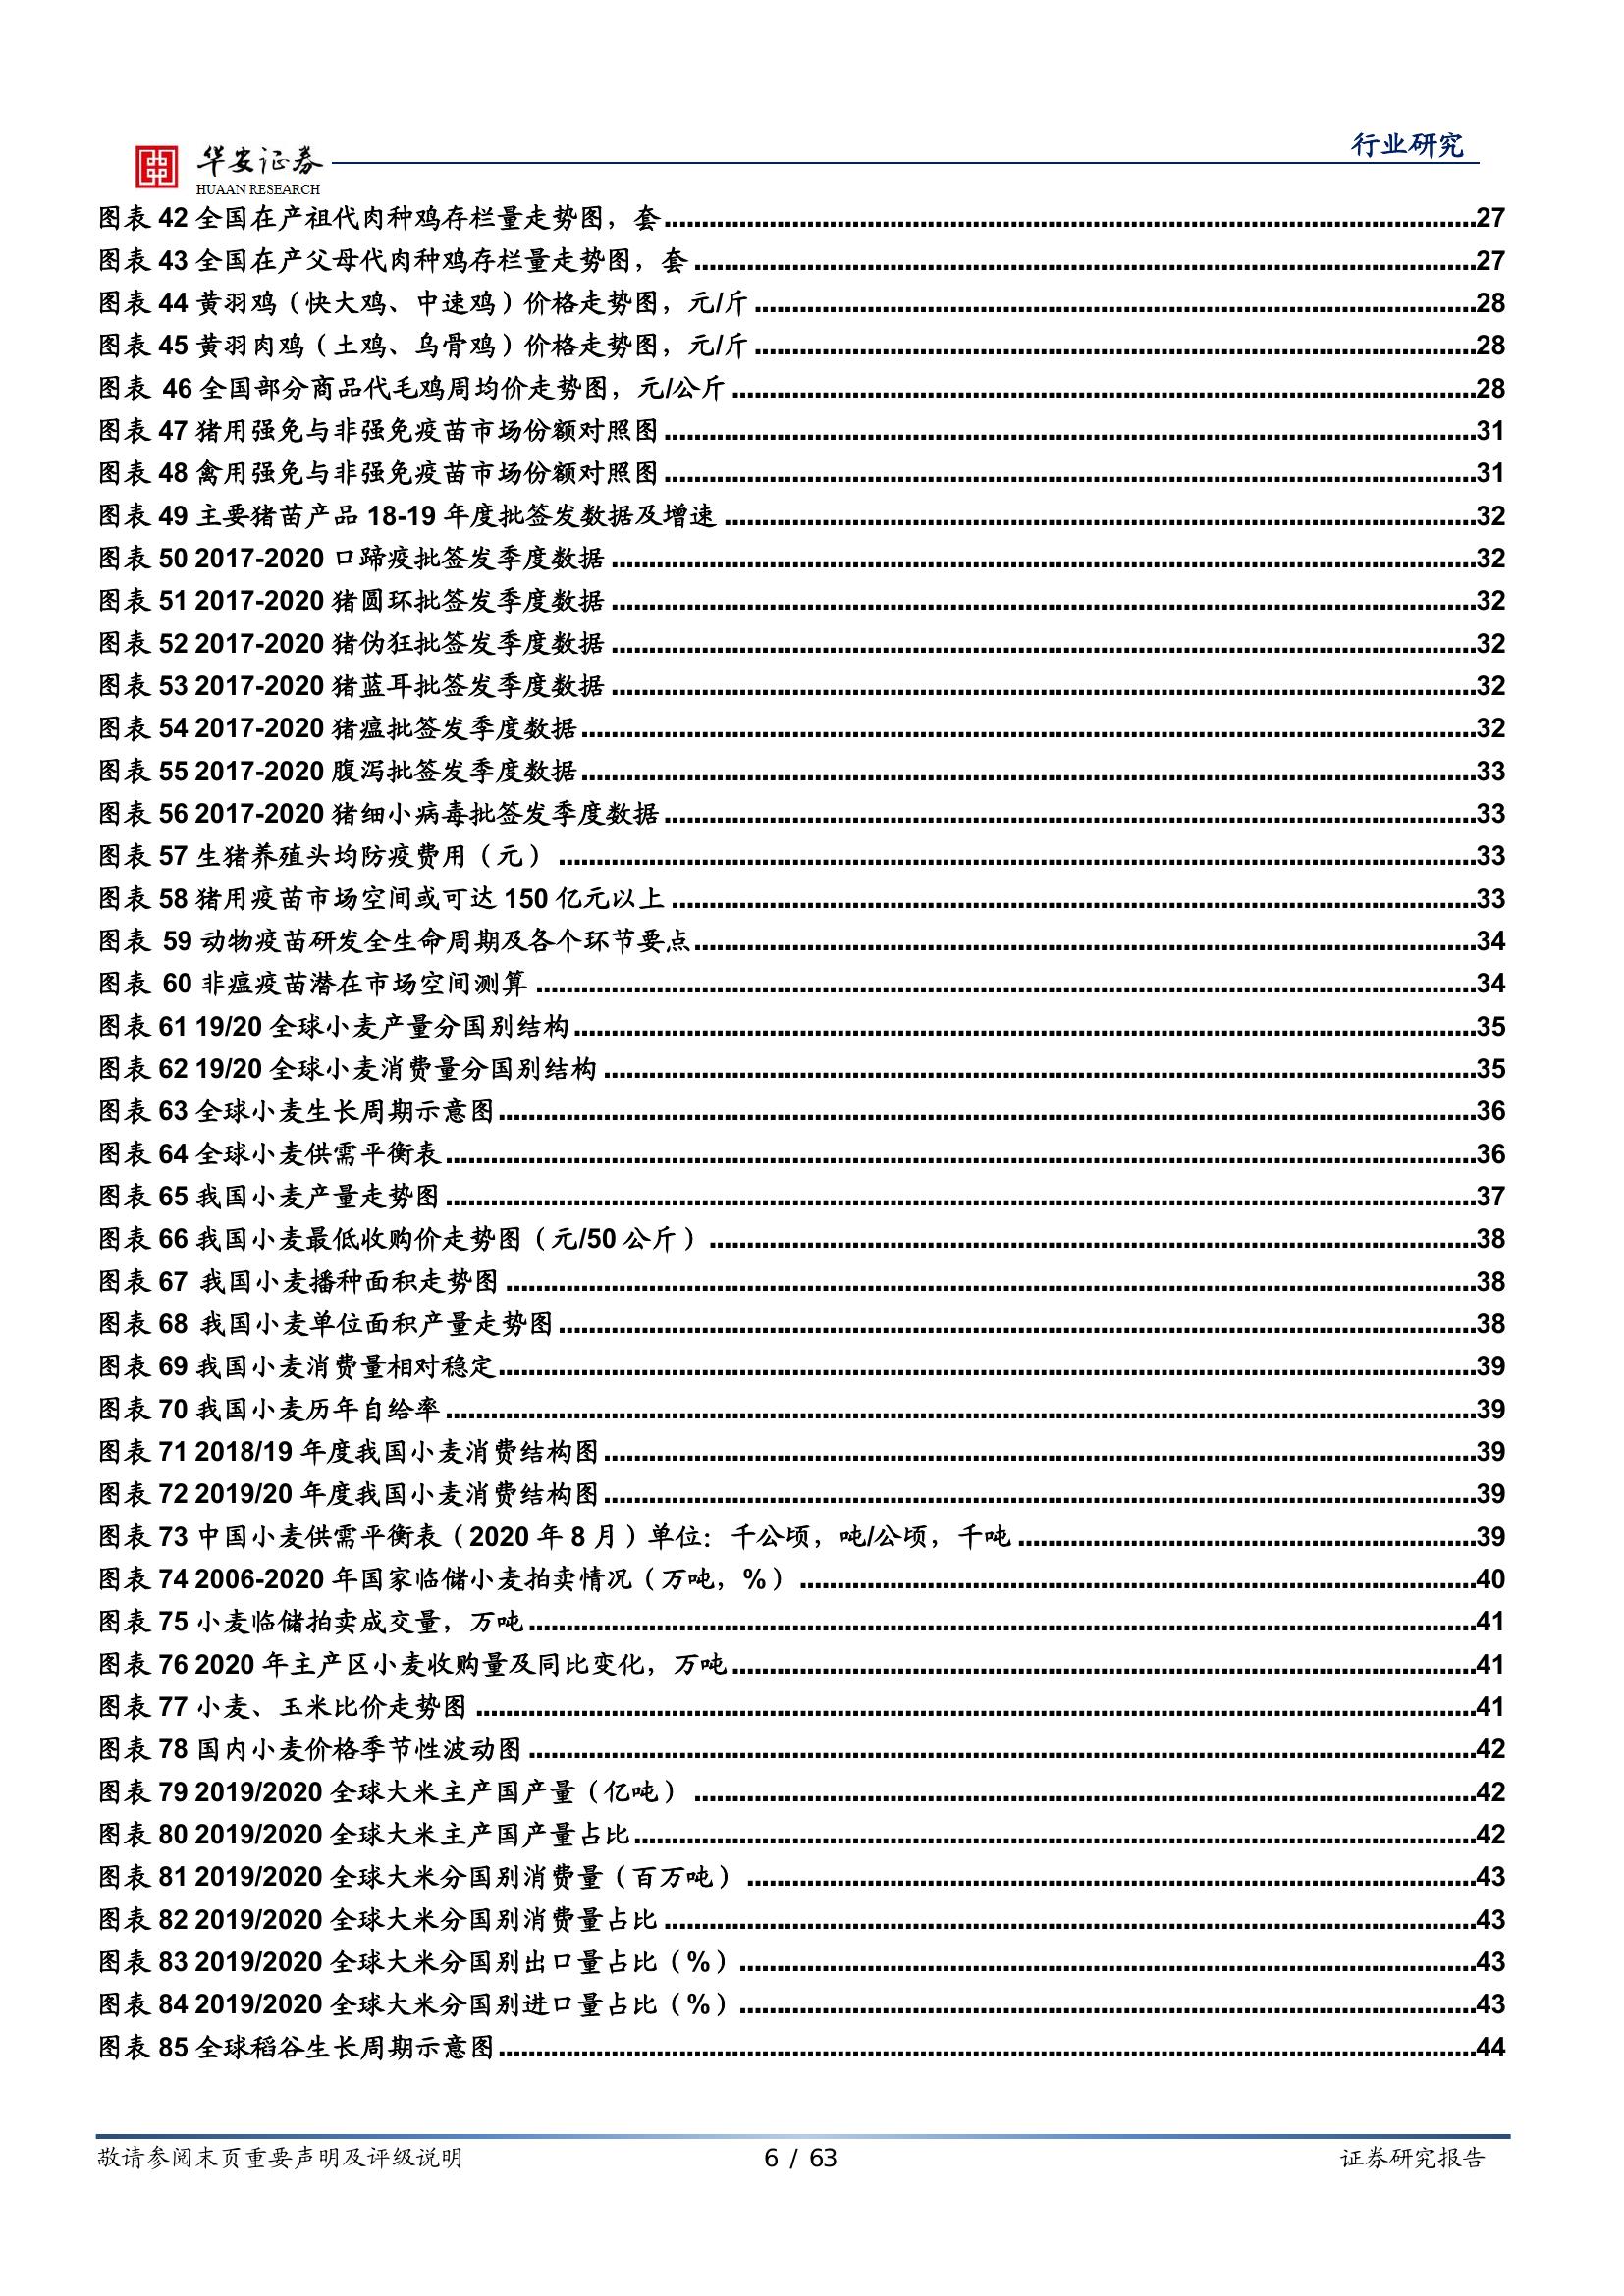 行业研究
华安证券
HUAAN RESEARCH
图表 42 全国在产祖代肉种鸡存栏量走势图，套........27
图表 43 全国在产父母代肉种鸡存栏量走势图，套........27
图表 44 黄羽鸡（快大鸡、中速鸡）价格走势图，元/斤........28
图表 45 黄羽肉鸡（土鸡、乌骨鸡）价格走势图，元/斤........28
图表 46 全国部分商品代毛鸡周均价走势图，元/公斤........28
图表 47 猪用强免与非强免疫苗市场份额对照图........31
图表 48 禽用强免与非强免疫苗市场份额对照图........31
图表 49 主要猪苗产品 18-19 年度批签发数据及增速........32
图表 50 2017-2020 口蹄疫批签发季度数据........32
图表 51 2017-2020 猪圆环批签发季度数据........32
图表 52 2017-2020 猪伪狂批签发季度数据........32
图表 53 2017-2020 猪蓝耳批签发季度数据........32
图表 54 2017-2020 猪瘟批签发季度数据........32
图表 55 2017-2020 腹泻批签发季度数据........33
图表 56 2017-2020 猪细小病毒批签发季度数据........33
图表 57 生猪养殖头均防疫费用（元）........33
图表 58 猪用疫苗市场空间或可达 150 亿元以上........33
图表 59 动物疫苗研发全生命周期及各个环节要点........34
图表 60 非瘟疫苗潜在市场空间测算........34
图表 61 19/20 全球小麦产量分国别结构........35
图表 62 19/20 全球小麦消费量分国别结构........35
图表 63 全球小麦生长周期示意图........36
图表 64 全球小麦供需平衡表........36
图表 65 我国小麦产量走势图........37
图表 66 我国小麦最低收购价走势图（元/50 公斤）........38
图表 67 我国小麦播种面积走势图........38
图表 68 我国小麦单位面积产量走势图........38
图表 69 我国小麦消费量相对稳定........39
图表 70 我国小麦历年自给率........39
图表 71 2018/19 年度我国小麦消费结构图........39
图表 72 2019/20 年度我国小麦消费结构图........39
图表 73 中国小麦供需平衡表（2020 年 8 月）单位：千公顷，吨/公顷，千吨........39
图表 74 2006-2020 年国家临储小麦拍卖情况（万吨，%）........40
图表 75 小麦临储拍卖成交量，万吨........41
图表 76 2020 年主产区小麦收购量及同比变化，万吨........41
图表 77 小麦、玉米比价走势图........41
图表 78 国内小麦价格季节性波动图........42
图表 79 2019/2020 全球大米主产国产量（亿吨）........42
图表 80 2019/2020 全球大米主产国产量占比........42
图表 81 2019/2020 全球大米分国别消费量（百万吨）........43
图表 82 2019/2020 全球大米分国别消费量占比........43
图表 83 2019/2020 全球大米分国别出口量占比（%）........43
图表 84 2019/2020 全球大米分国别进口量占比（%）........43
图表 85 全球稻谷生长周期示意图........44
敬请参阅末页重要声明及评级说明
6 / 63
证券研究报告